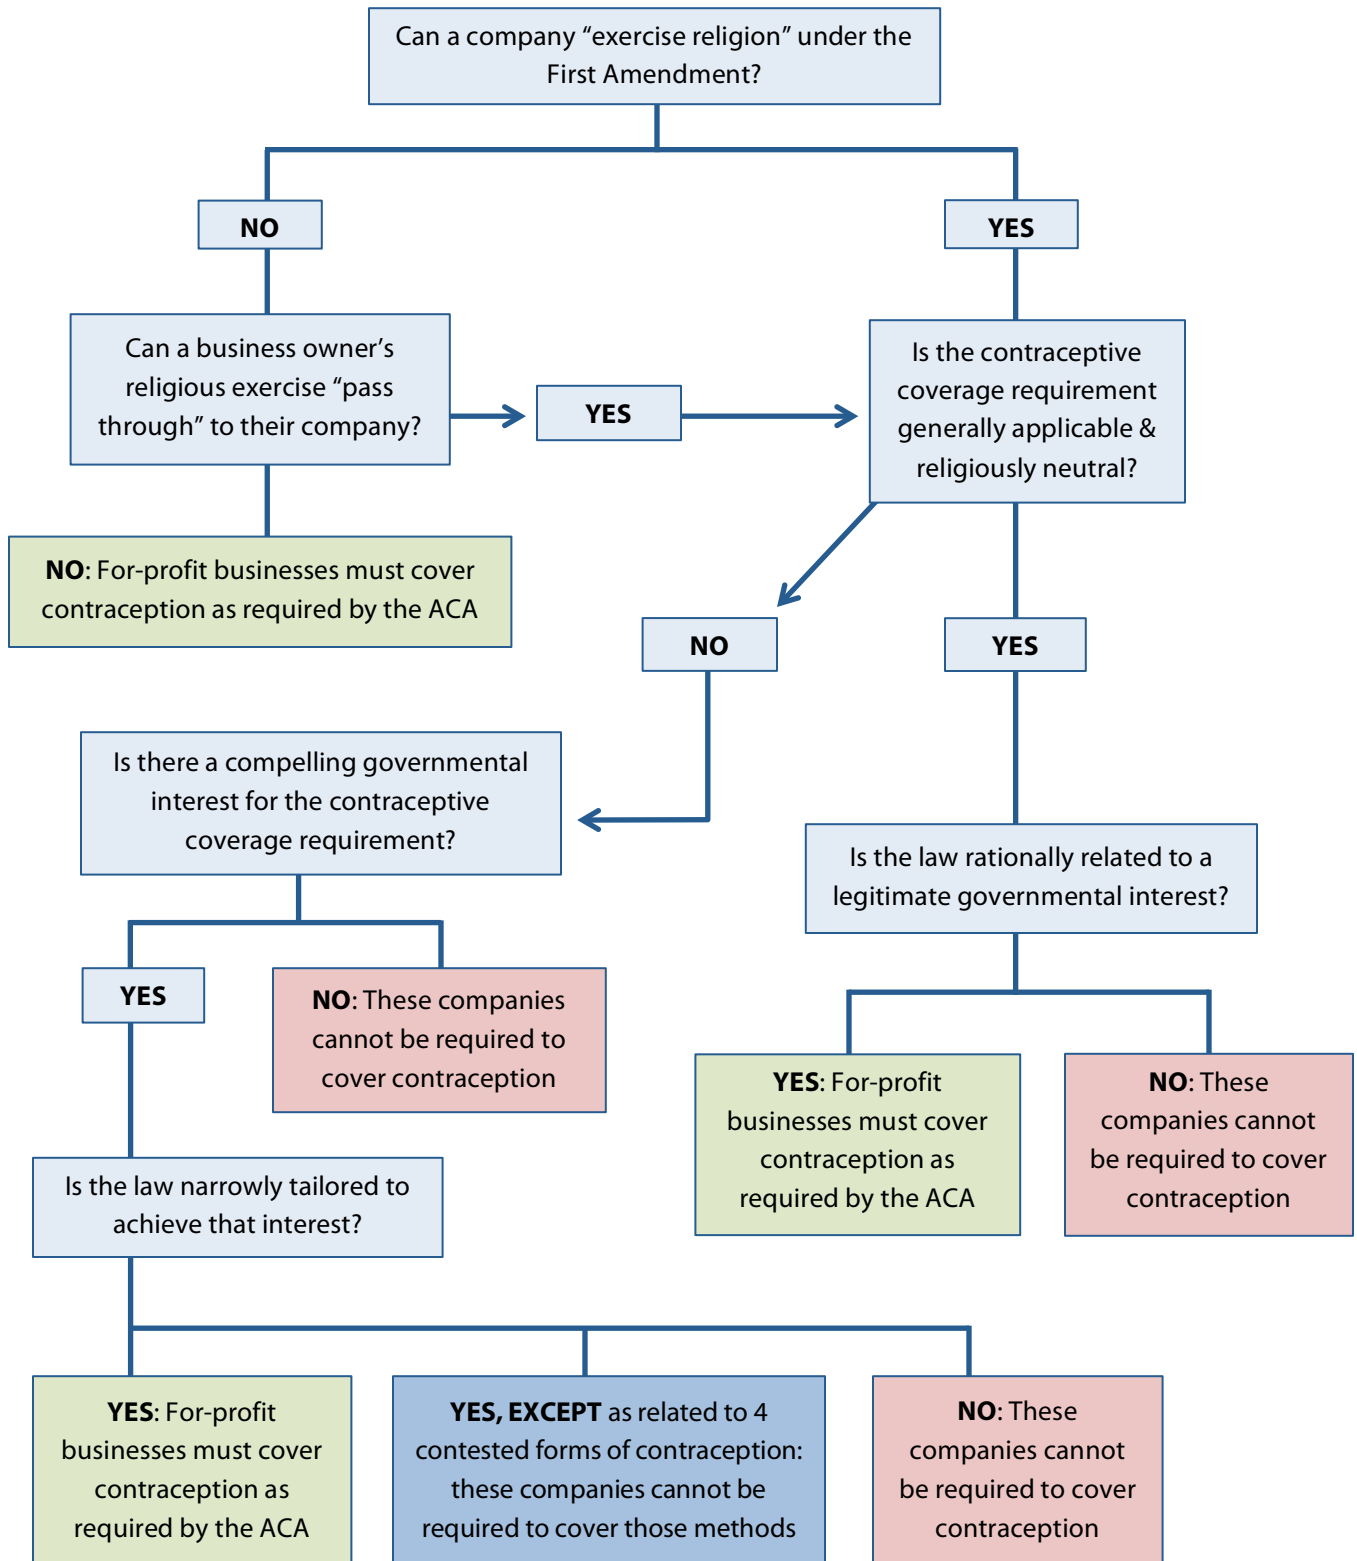 Can a company “exercise religion” under the
First Amendment?
NO
YES
Can a business owner’s
religious exercise “pass
through” to their company?
YES
Is the contraceptive
coverage requirement
generally applicable &
religiously neutral?
NO: For-profit businesses must cover
contraception as required by the ACA
NO
YES
Is there a compelling governmental
interest for the contraceptive
coverage requirement?
Is the law rationally related to a
legitimate governmental interest?
YES
NO: These companies
cannot be required to
cover contraception
YES: For-profit
businesses must cover
contraception as
required by the ACA
NO: These
companies cannot
be required to cover
contraception
Is the law narrowly tailored to
achieve that interest?
YES: For-profit
businesses must cover
contraception as
required by the ACA
YES, EXCEPT as related to 4
contested forms of contraception:
these companies cannot be
required to cover those methods
NO: These
companies cannot
be required to cover
contraception